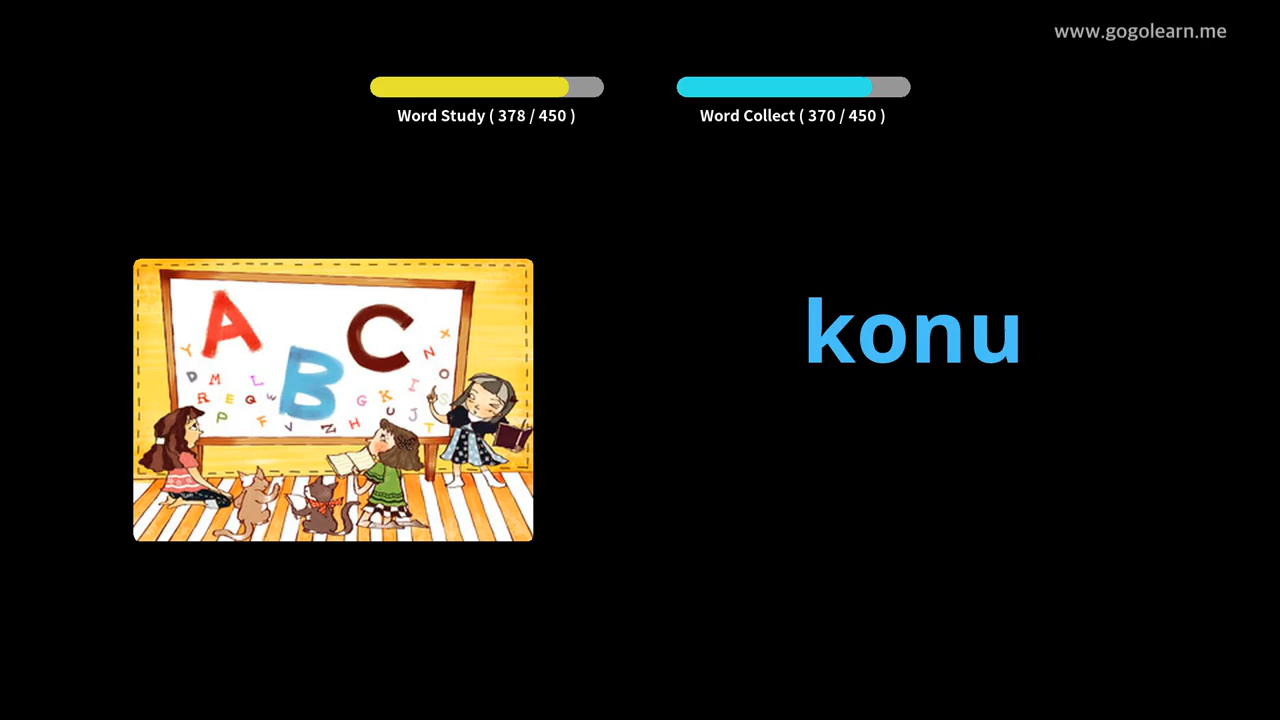 www.gogolearn.me
Word Study ( 378 / 450 )
Word Collect ( 370 / 450 )
konu
A
C
B
X
Y
N
D M L I O
R E Q W G K S
P F V Z H U J T